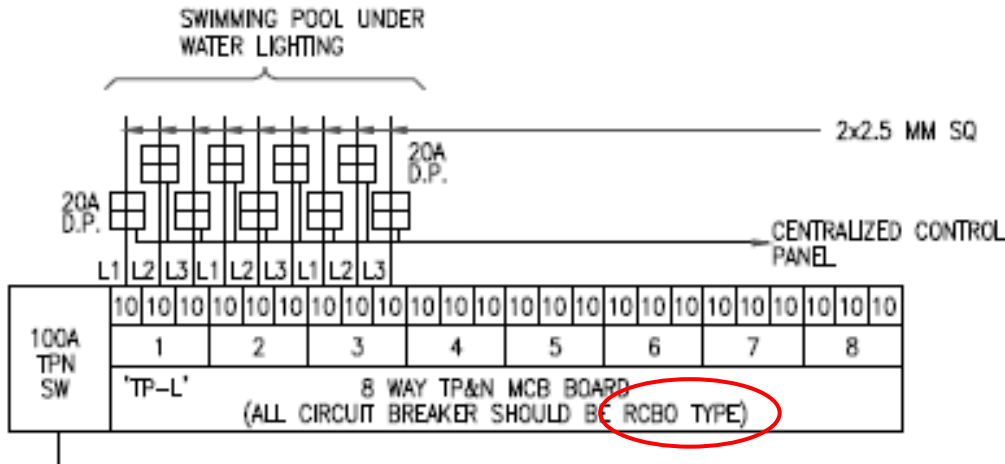 SWIMMING POOL UNDER
WATER LIGHTING
2x2.5 MM SQ
20A
D.P.
20A
D.P.
CENTRALIZED CONTROL
PANEL
L1 L2 L3 L1 L2 L3 L1 L2 L3
10 10 10 10 10 10 10 10 10 10 10 10 10 10 10 10 10 10 10 10 10 10 10 10
100A
TPN
SW
1 2 3 4 5 6 7 8
'TP-L' 8 WAY TP&N MCB BOARD
(ALL CIRCUIT BREAKER SHOULD BE RCBO TYPE)